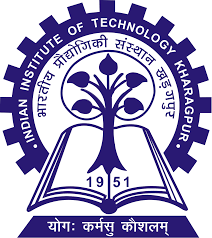 INDIAN INSTITUTE OF TECHNOLOGY KHARAGPUR
भारतीय प्रौद्योगिकी संस्थान खड़गपुर
1951
योगः कर्मसु कौशलम्